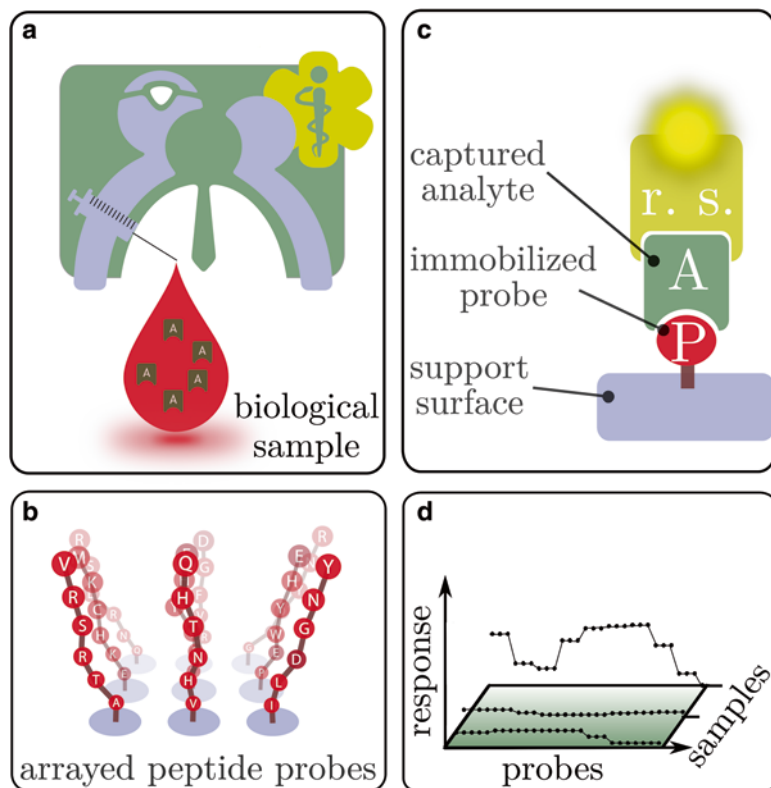 a
A
A
A
A
A
biological
sample
c
captured
analyte
r. s.
A
immobilized
probe
P
support
surface
b
V
R
S
R
T
A
R
M
S
K
C
H
K
E
R
N
Q
H
T
N
H
V
D
G
F
E
H
Y
W
E
P
R
G
Y
N
G
D
L
I
arrayed peptide probes
d
response
probes
samples